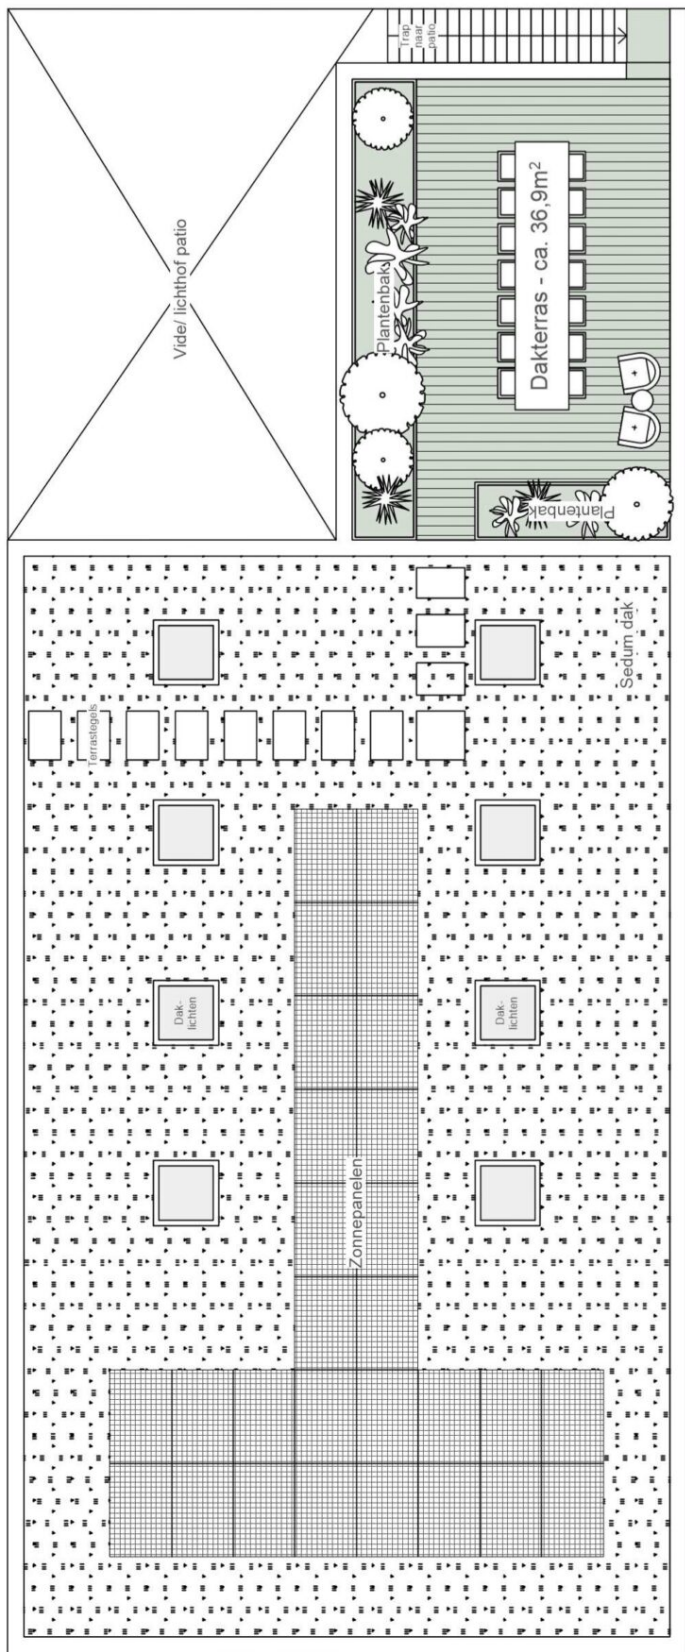 Trap
naar
patio
Vide/ lichthof patio
Plantenbak
Dakterras - ca. 36,9m²
Plantenbak
Sedum dak
Terrastegels
Dak-
lichten
Dak-
lichten
Zonnepanelen